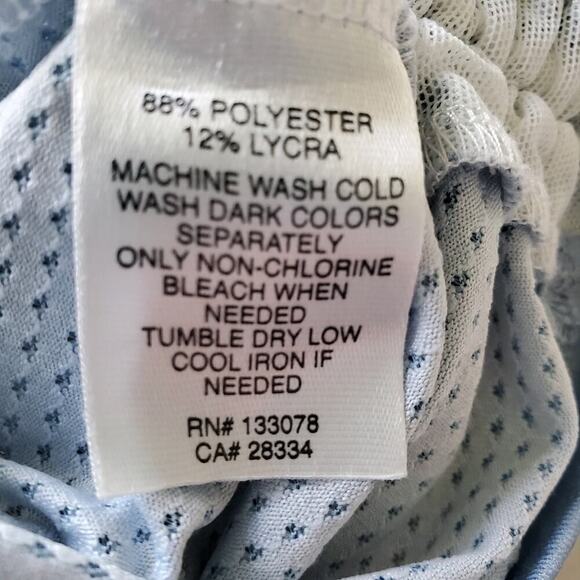 88% POLYESTER
12% LYCRA
MACHINE WASH COLD
WASH DARK COLORS
SEPARATELY
ONLY NON-CHLORINE
BLEACH WHEN
NEEDED
TUMBLE DRY LOW
COOL IRON IF
NEEDED
RN# 133078
CA# 28334